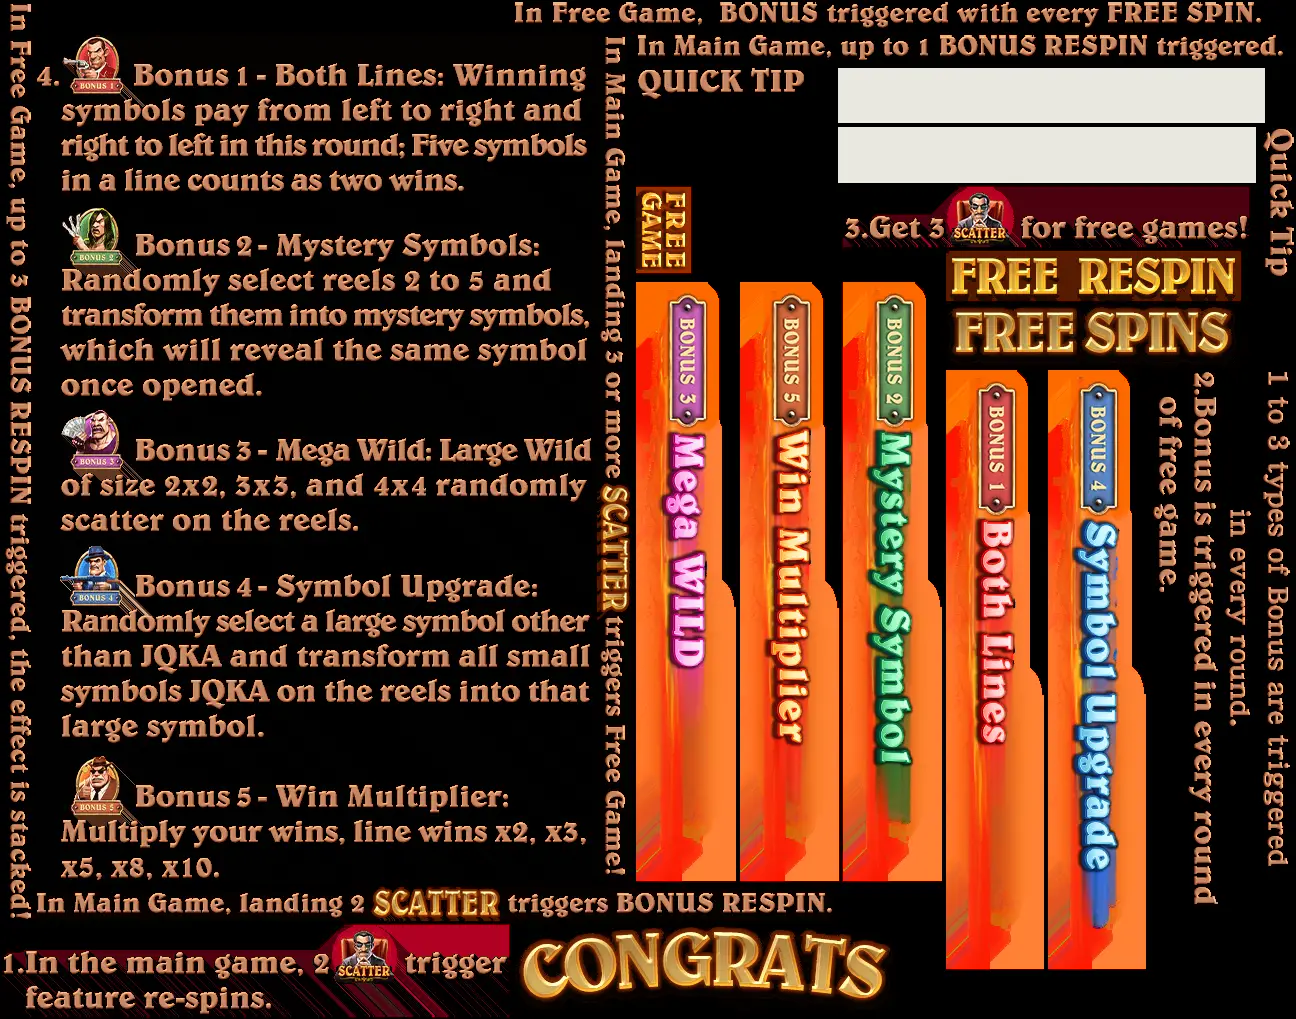 In Free Game, BONUS triggered with every FREE SPIN.
In Main Game, up to 1 BONUS RESPIN triggered.
QUICK TIP
Quick Tip
In Free Game, up to 3 BONUS RESPIN triggered, the effect is stacked!
4. BONUS 1 Bonus 1 - Both Lines: Winning
symbols pay from left to right and
right to left in this round; Five symbols
in a line counts as two wins.
BONUS 2 Bonus 2 - Mystery Symbols:
Randomly select reels 2 to 5 and
transform them into mystery symbols,
which will reveal the same symbol
once opened.
BONUS 3 Bonus 3 - Mega Wild: Large Wild
of size 2x2, 3x3, and 4x4 randomly
scatter on the reels.
BONUS 4 Bonus 4 - Symbol Upgrade:
Randomly select a large symbol other
than JQKA and transform all small
symbols JQKA on the reels into that
large symbol.
BONUS 5 Bonus 5 - Win Multiplier:
Multiply your wins, line wins x2, x3,
x5, x8, x10.
In Main Game, landing 3 or more SCATTER triggers Free Game!
FREE
GAME
3.Get 3 SCATTER for free games!
FREE RESPIN
FREE SPINS
BONUS 3 Mega WILD
BONUS 5 Win Multiplier
BONUS 2 Mystery Symbol
BONUS 1 Both Lines
BONUS 4 Symbol Upgrade
1 to 3 types of Bonus are triggered
in every round.
2.Bonus is triggered in every round
of free game.
In Main Game, landing 2 SCATTER triggers BONUS RESPIN.
1.In the main game, 2 SCATTER trigger
feature re-spins.
CONGRATS